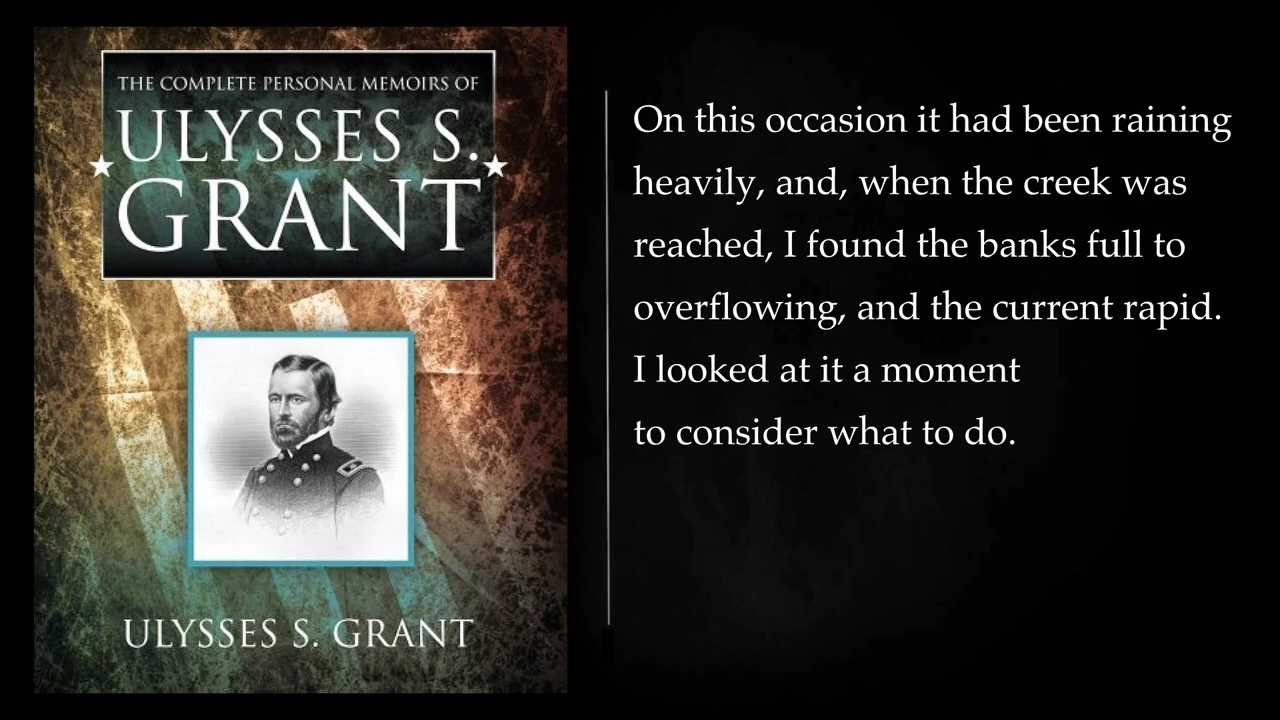 THE COMPLETE PERSONAL MEMOIRS OF
ULYSSES S.
GRANT
ULYSSES S. GRANT
On this occasion it had been raining
heavily, and, when the creek was
reached, I found the banks full to
overflowing, and the current rapid.
I looked at it a moment
to consider what to do.